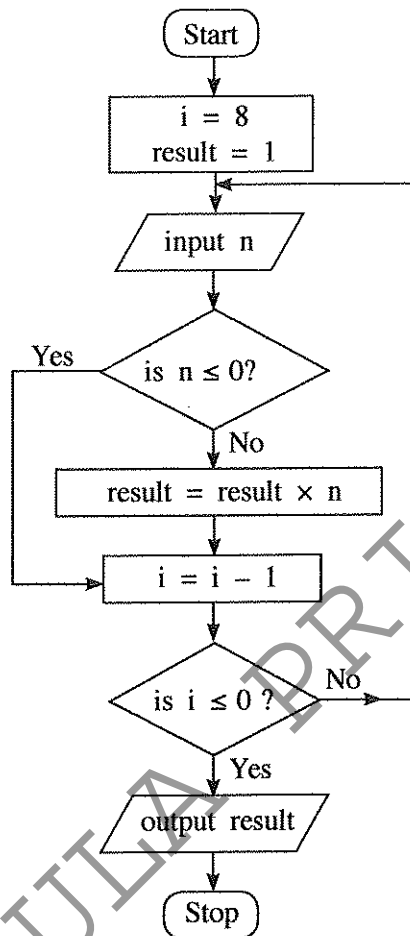 Start
i = 8
result = 1
input n
Yes
is n ≤ 0?
No
result = result × n
i = i − 1
is i ≤ 0 ?
No
Yes
output result
Stop